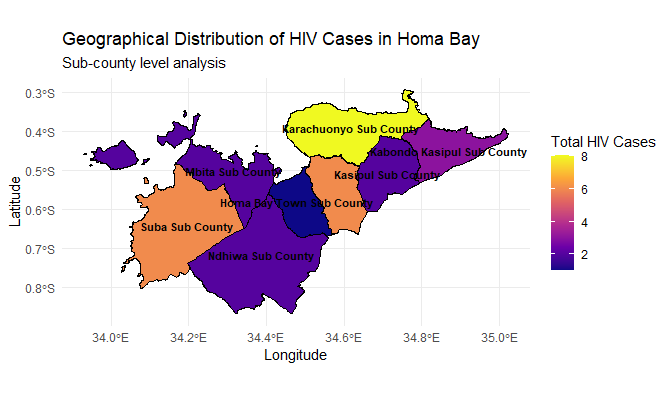 Geographical Distribution of HIV Cases in Homa Bay
Sub-county level analysis
0.3°S
0.4°S
0.5°S
0.6°S
0.7°S
0.8°S
Latitude
Karachuonyo Sub County
Kabondo Kasipul Sub County
Mbita Sub County
Kasipul Sub County
Homa Bay Town Sub County
Suba Sub County
Ndhiwa Sub County
34.0°E
34.2°E
34.4°E
34.6°E
34.8°E
35.0°E
Longitude
Total HIV Cases
8
6
4
2